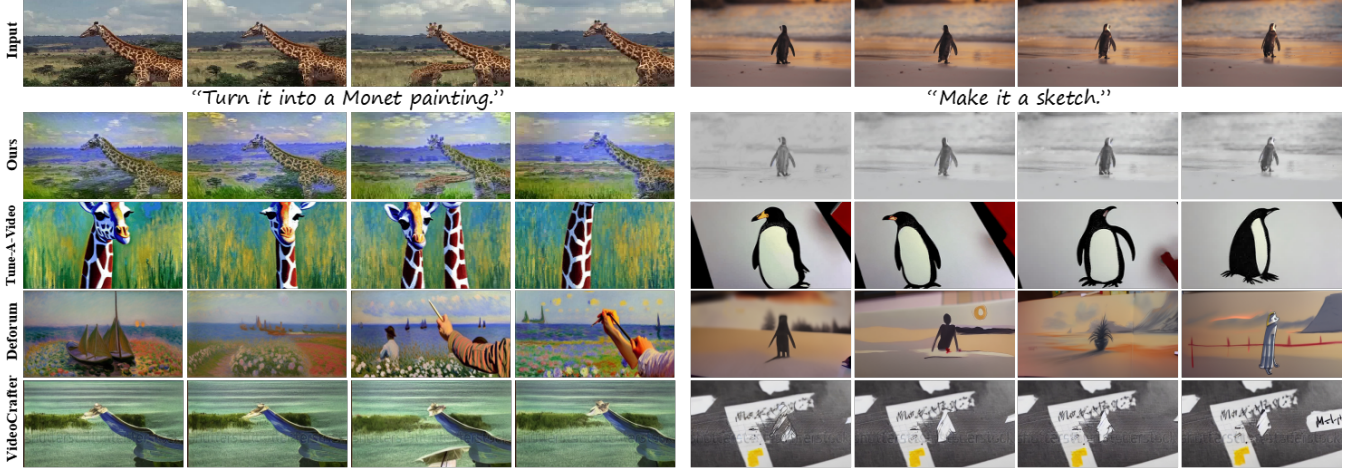 Input
“Turn it into a Monet painting.”
“Make it a sketch.”
Ours
Tune-A-Video
Deforum
VideoCrafter